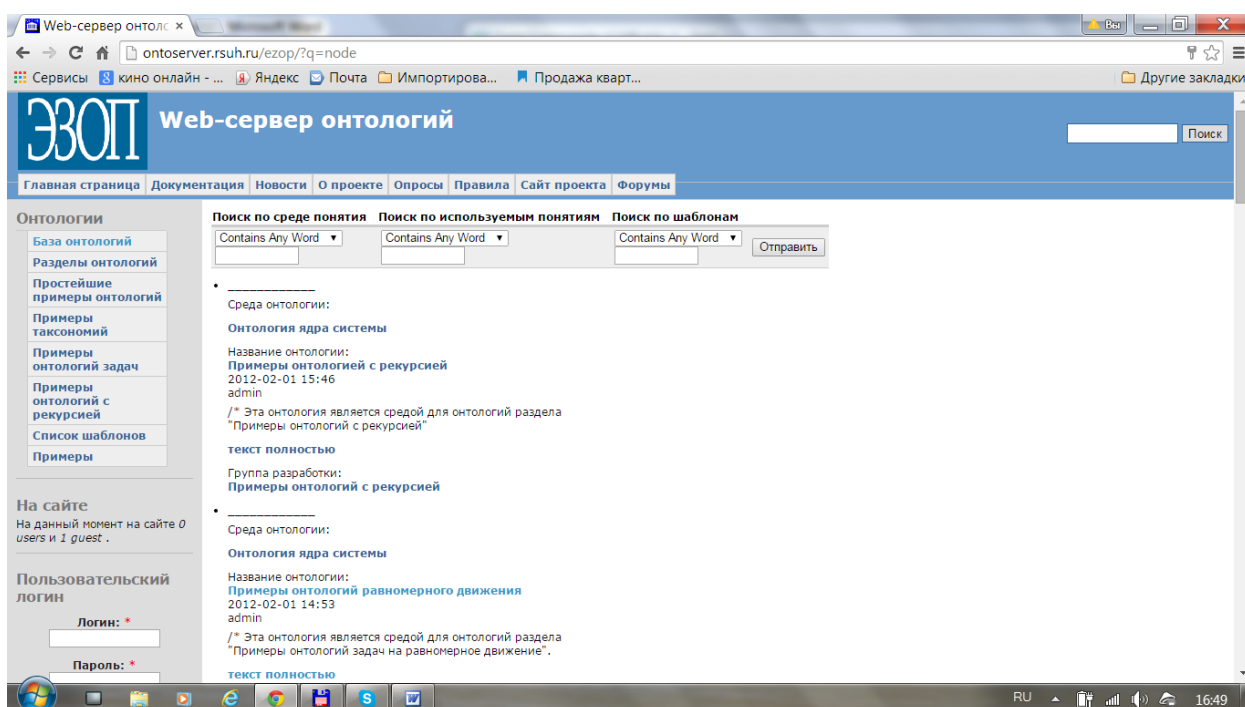 Web-сервер онтолс ×
Microsoft Word
Вы
ontoserver.rsuh.ru/ezop/?q=node
Сервисы кино онлайн - ... Яндекс Почта Импортирова... Продажа кварт... Другие закладки
ЭЗОП Web-сервер онтологий
Поиск
Главная страница Документация Новости О проекте Опросы Правила Сайт проекта Форумы
Онтологии
База онтологий
Разделы онтологий
Простейшие
примеры онтологий
Примеры
таксономий
Примеры
онтологий задач
Примеры
онтологий с
рекурсией
Список шаблонов
Примеры
На сайте
На данный момент на сайте 0
users и 1 guest .
Пользовательский
логин
Логин: *
Пароль: *
Поиск по среде понятия Поиск по используемым понятиям Поиск по шаблонам
Contains Any Word Contains Any Word Contains Any Word
Отправить
• _____________
Среда онтологии:
Онтология ядра системы
Название онтологии:
Примеры онтологией с рекурсией
2012-02-01 15:46
admin
/* Эта онтология является средой для онтологий раздела
"Примеры онтологий с рекурсией"
текст полностью
Группа разработки:
Примеры онтологий с рекурсией
• _____________
Среда онтологии:
Онтология ядра системы
Название онтологии:
Примеры онтологий равномерного движения
2012-02-01 14:53
admin
/* Эта онтология является средой для онтологий раздела
"Примеры онтологий задач на равномерное движение".
текст полностью
RU 16:49